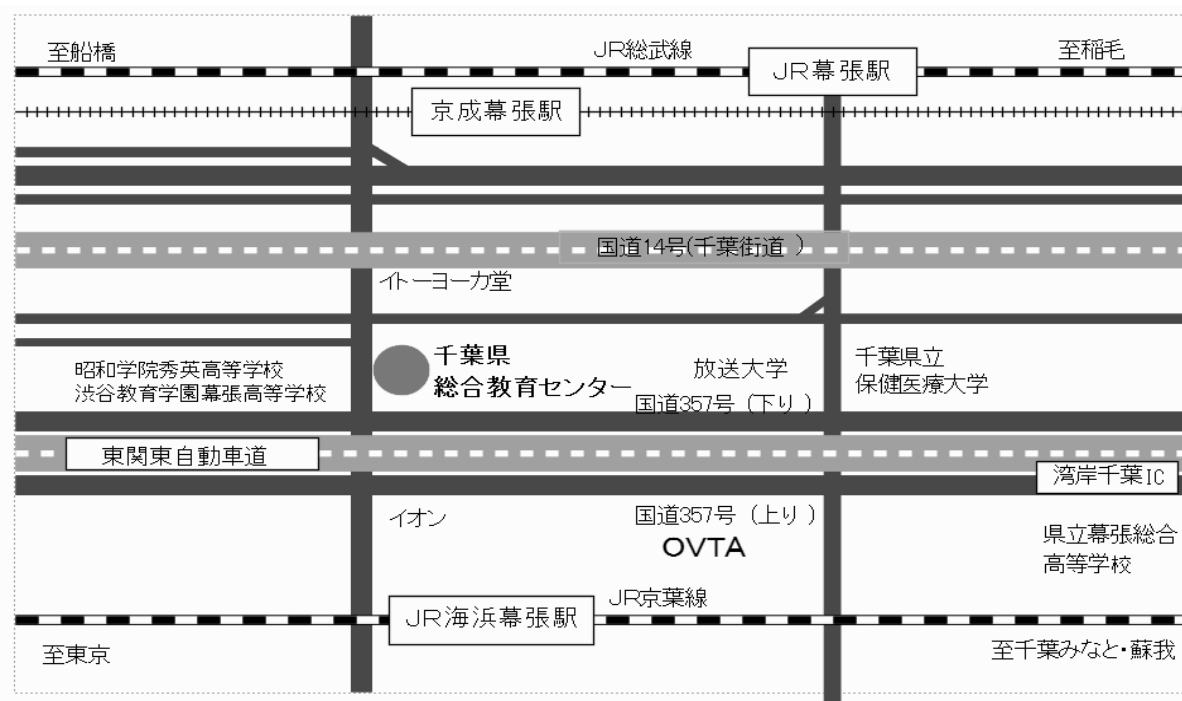 至船橋
JR総武線
JR幕張駅
至稲毛
京成幕張駅
国道14号(千葉街道 )
イトーヨーカ堂
昭和学院秀英高等学校
渋谷教育学園幕張高等学校
千葉県
総合教育センター
放送大学
千葉県立
保健医療大学
国道357号 (下り )
東関東自動車道
湾岸千葉IC
イオン
国道357号 (上り )
OVTA
県立幕張総合
高等学校
JR海浜幕張駅
JR京葉線
至東京
至千葉みなと・蘇我